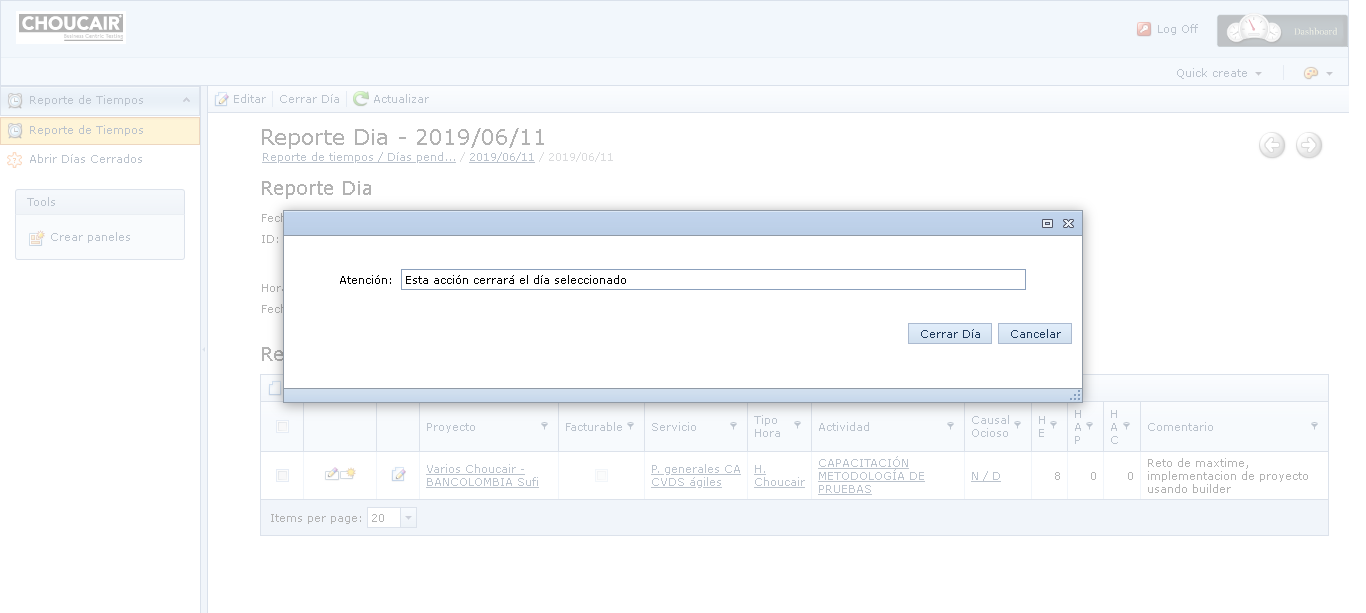 CHOUCAIR
Business Centric Testing
Log Off
Dashboard
Quick create
Reporte de Tiempos
Reporte de Tiempos
Abrir Días Cerrados
Tools
Crear paneles
Editar
Cerrar Día
Actualizar
Reporte Dia - 2019/06/11
Reporte de tiempos / Días pend... / 2019/06/11 / 2019/06/11
Reporte Dia
Fech
ID:
Atención: Esta acción cerrará el día seleccionado
Cerrar Día
Cancelar
Hora
Fech
Re
Proyecto
Facturable
Servicio
Tipo
Hora
Actividad
Causal
Ocioso
H
E
H
A
P
H
A
C
Comentario
Varios Choucair -
BANCOLOMBIA Sufi
P. generales CA
CVDS ágiles
H.
Choucair
CAPACITACIÓN
METODOLOGÍA DE
PRUEBAS
N / D
8
0
0
Reto de maxtime,
implementacion de proyecto
usando builder
Items per page: 20